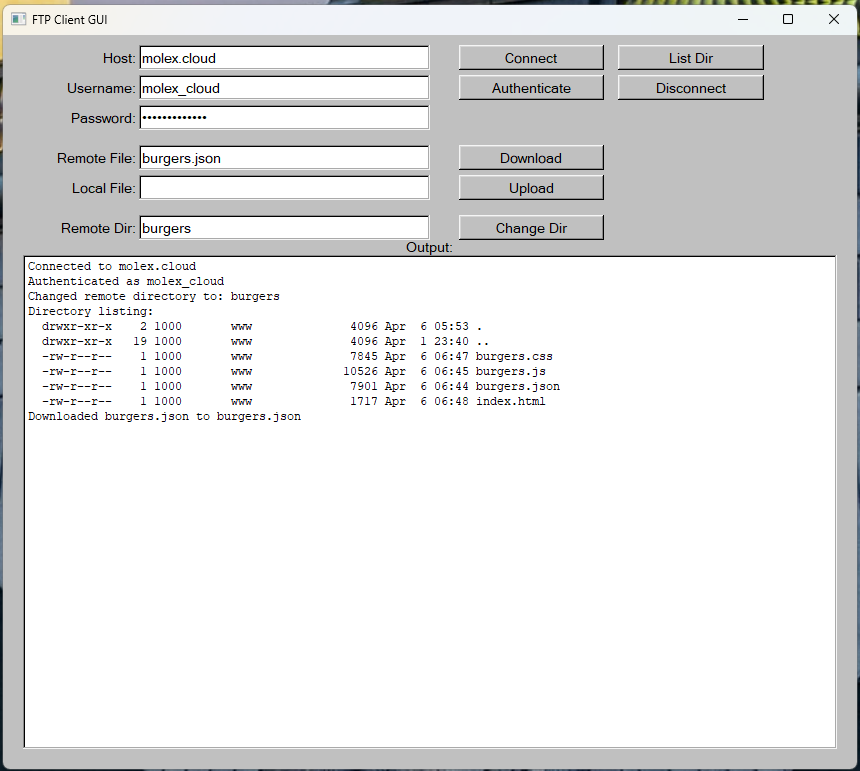 FTP Client GUI
Host: molex.cloud Connect List Dir
Username: molex_cloud Authenticate Disconnect
Password: •••••••••••••
Remote File: burgers.json Download
Local File: Upload
Remote Dir: burgers Change Dir
Output:
Connected to molex.cloud
Authenticated as molex_cloud
Changed remote directory to: burgers
Directory listing:
  drwxr-xr-x    2 1000       www              4096 Apr  6 05:53 .
  drwxr-xr-x   19 1000       www              4096 Apr  1 23:40 ..
  -rw-r--r--    1 1000       www              7845 Apr  6 06:47 burgers.css
  -rw-r--r--    1 1000       www             10526 Apr  6 06:45 burgers.js
  -rw-r--r--    1 1000       www              7901 Apr  6 06:44 burgers.json
  -rw-r--r--    1 1000       www              1717 Apr  6 06:48 index.html
Downloaded burgers.json to burgers.json